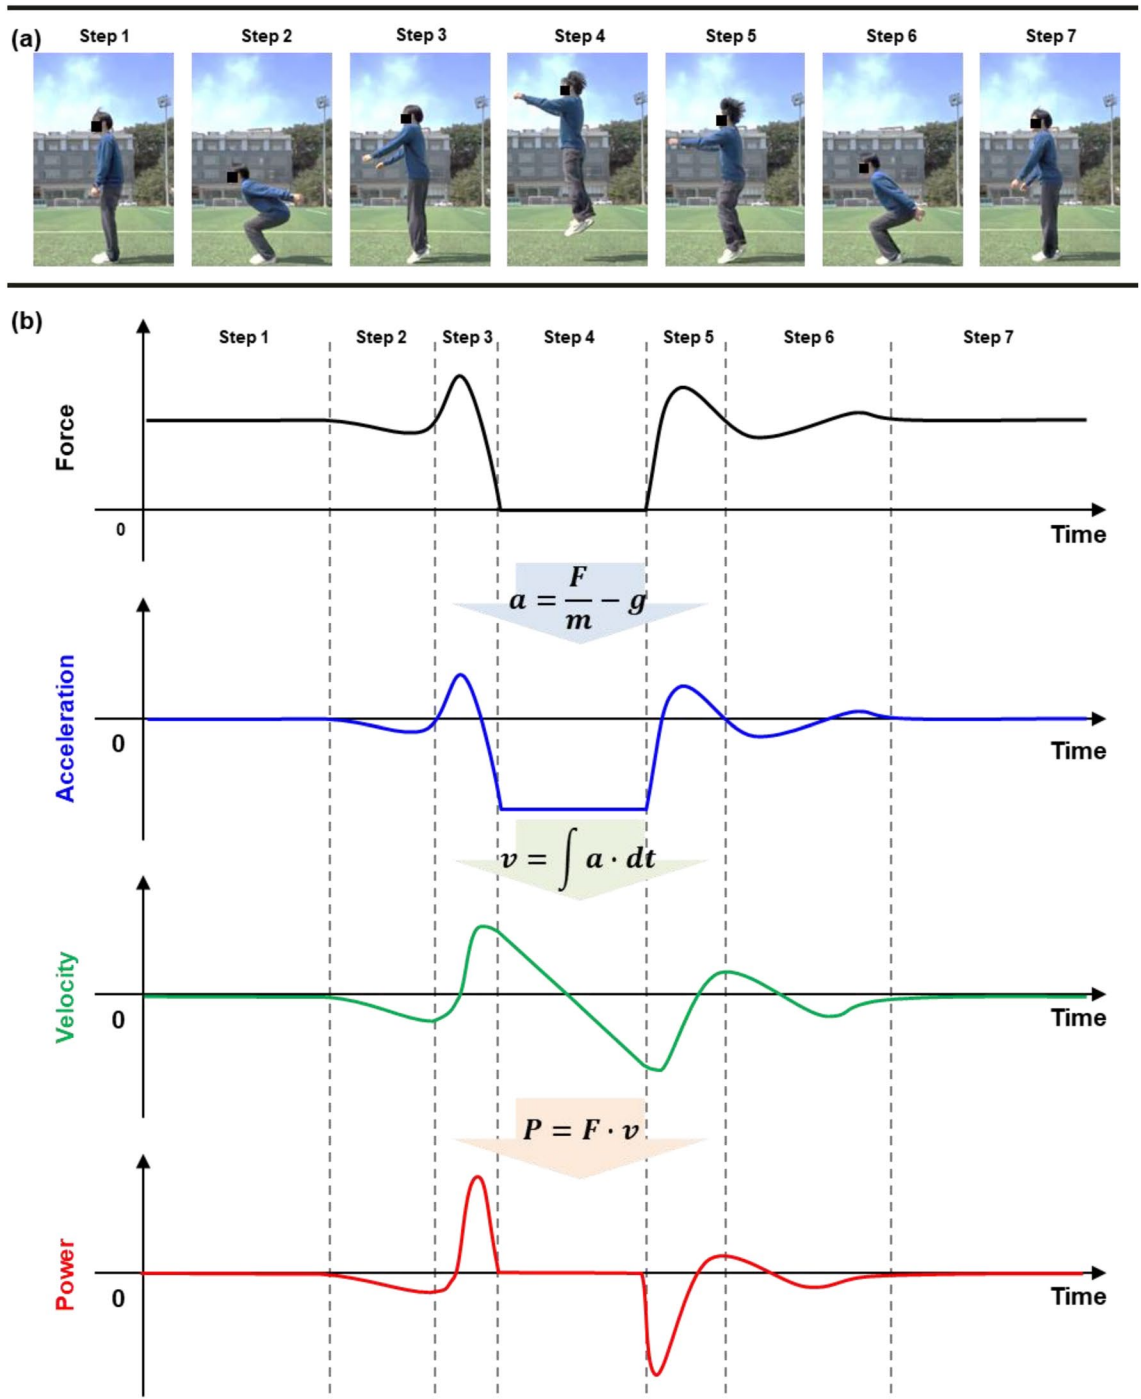 (a)
Step 1 Step 2 Step 3 Step 4 Step 5 Step 6 Step 7
(b)
Step 1 Step 2 Step 3 Step 4 Step 5 Step 6 Step 7
Force
0
Time
a = F/m − g
Acceleration
0
Time
v = ∫ a · dt
Velocity
0
Time
P = F · v
Power
0
Time